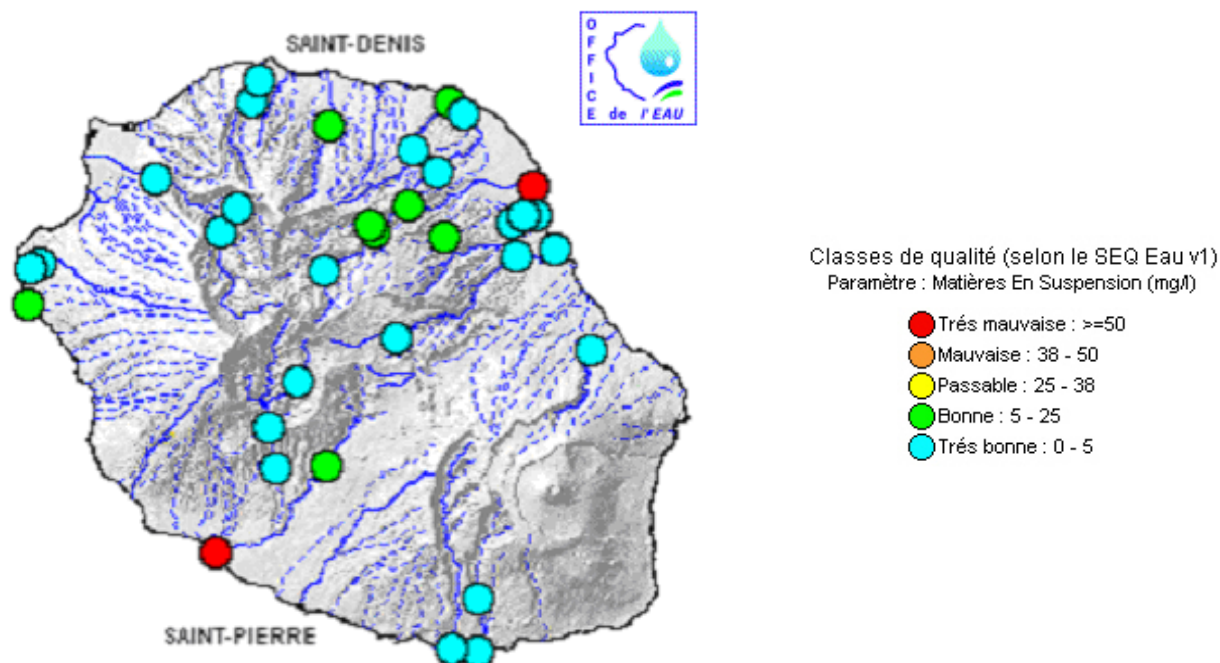 SAINT-DENIS
OFFICE
de l'EAU
Classes de qualité (selon le SEQ Eau v1)
Paramètre : Matières En Suspension (mg/l)
Trés mauvaise : >=50
Mauvaise : 38 - 50
Passable : 25 - 38
Bonne : 5 - 25
Trés bonne : 0 - 5
SAINT-PIERRE